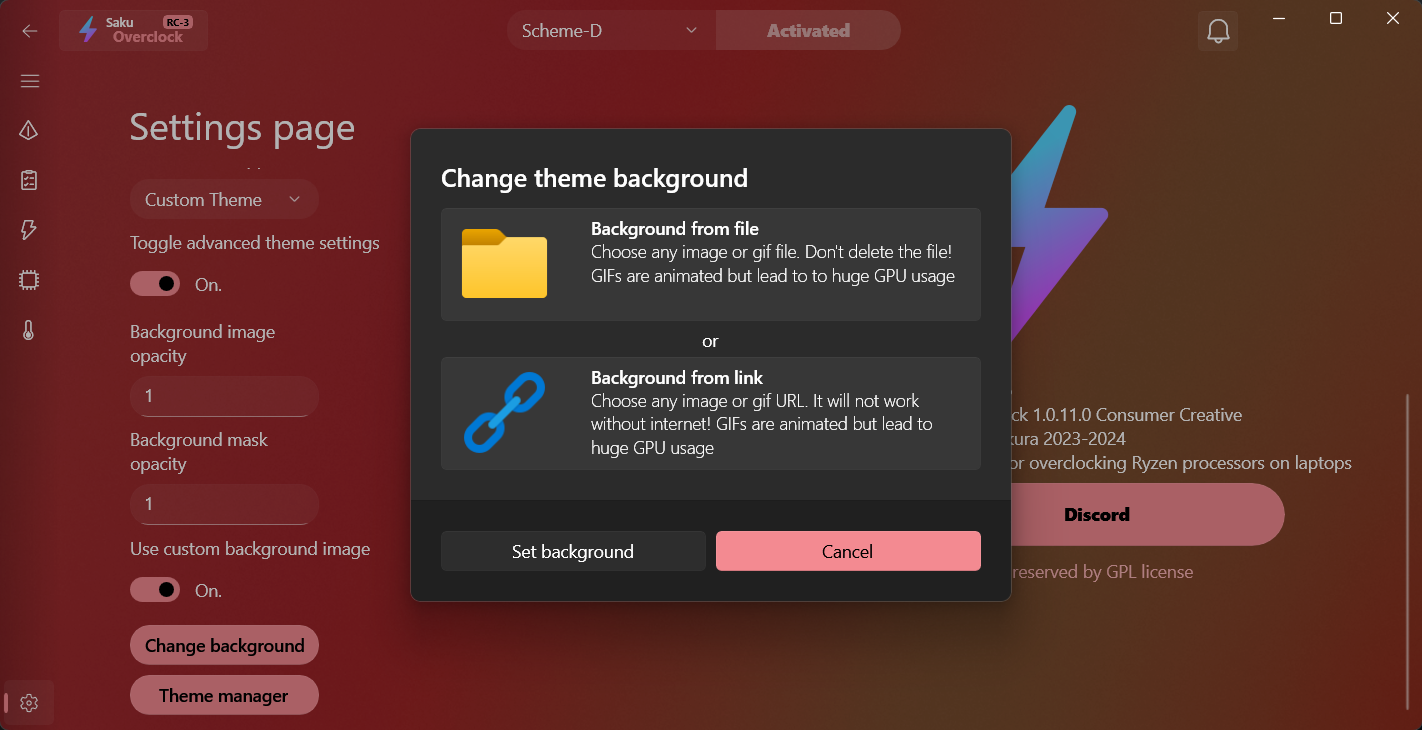 Saku RC-3
Overclock
Scheme-D
Activated
Settings page
Custom Theme
Toggle advanced theme settings
On.
Background image
opacity
1
Background mask
opacity
1
Use custom background image
On.
Change background
Theme manager
Change theme background
Background from file
Choose any image or gif file. Don't delete the file!
GIFs are animated but lead to to huge GPU usage
or
Background from link
Choose any image or gif URL. It will not work
without internet! GIFs are animated but lead to
huge GPU usage
Set background
Cancel
ck 1.0.11.0 Consumer Creative
kura 2023-2024
or overclocking Ryzen processors on laptops
Discord
reserved by GPL license